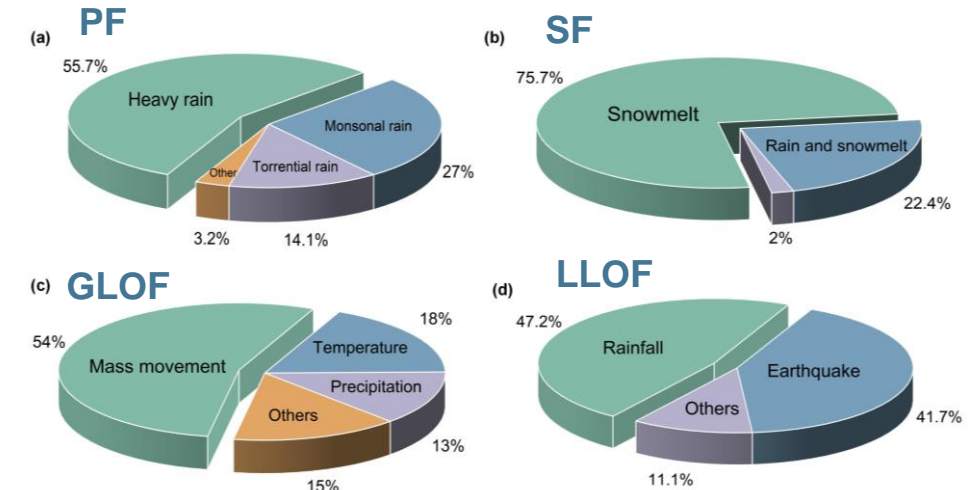 (a) PF
55.7%
Heavy rain
Monsonal rain
Other
Torrential rain
27%
3.2%
14.1%
(b) SF
75.7%
Snowmelt
Rain and snowmelt
22.4%
2%
(c) GLOF
54%
Mass movement
18%
Temperature
Precipitation
Others
13%
15%
(d) LLOF
47.2%
Rainfall
Earthquake
Others
41.7%
11.1%